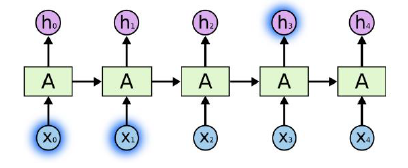 h₀ h₁ h₂ h₃ h₄
A A A A A
x₀ x₁ x₂ x₃ x₄